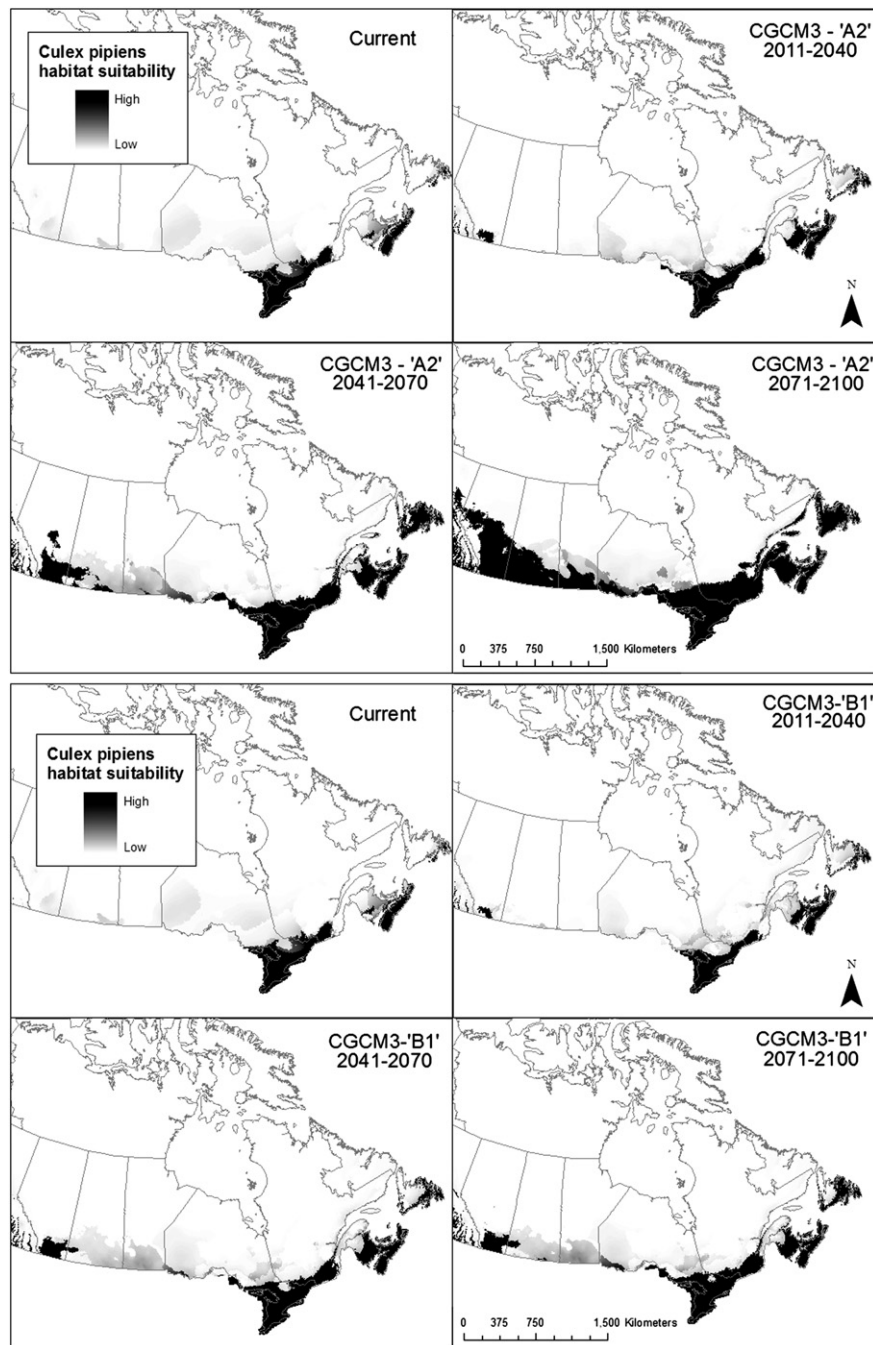 Culex pipiens
habitat suitability
High
Low
Current
CGCM3 - 'A2'
2011-2040
N
CGCM3 - 'A2'
2041-2070
CGCM3 - 'A2'
2071-2100
0 375 750 1,500 Kilometers
Culex pipiens
habitat suitability
High
Low
Current
CGCM3-'B1'
2011-2040
N
CGCM3-'B1'
2041-2070
CGCM3-'B1'
2071-2100
0 375 750 1,500 Kilometers